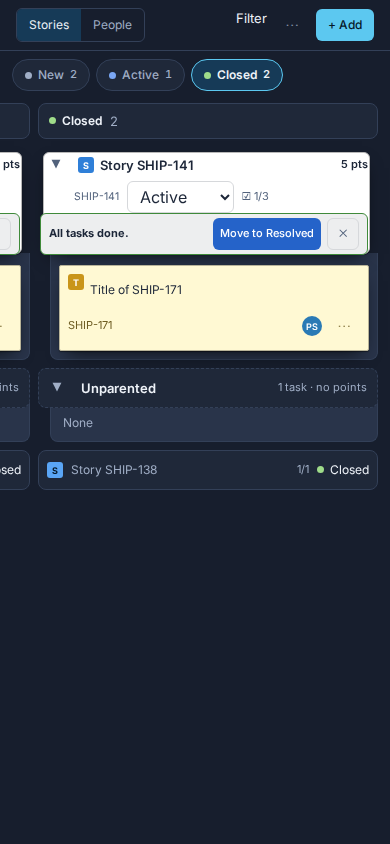 Stories People Filter ... + Add
New 2 Active 1 Closed 2
Closed 2
pts S Story SHIP-141 5 pts
SHIP-141 Active ☑ 1/3
All tasks done. Move to Resolved ×
T Title of SHIP-171
SHIP-171 PS ...
ints Unparented 1 task · no points
None
sed S Story SHIP-138 1/1 Closed